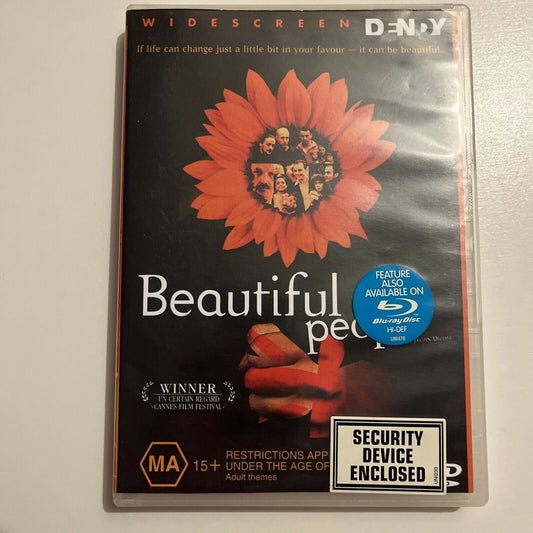 WIDESCREEN DENDY
If life can change just a little bit in your favour – it can be beautiful.
Beautiful
FEATURE
ALSO
AVAILABLE ON
Blu-ray Disc
HI-DEF
WINNER
UN CERTAIN REGARD
CANNES FILM FESTIVAL
MA 15+
RESTRICTIONS
UNDER THE AGE OF
Adult themes
SECURITY
DEVICE
ENCLOSED